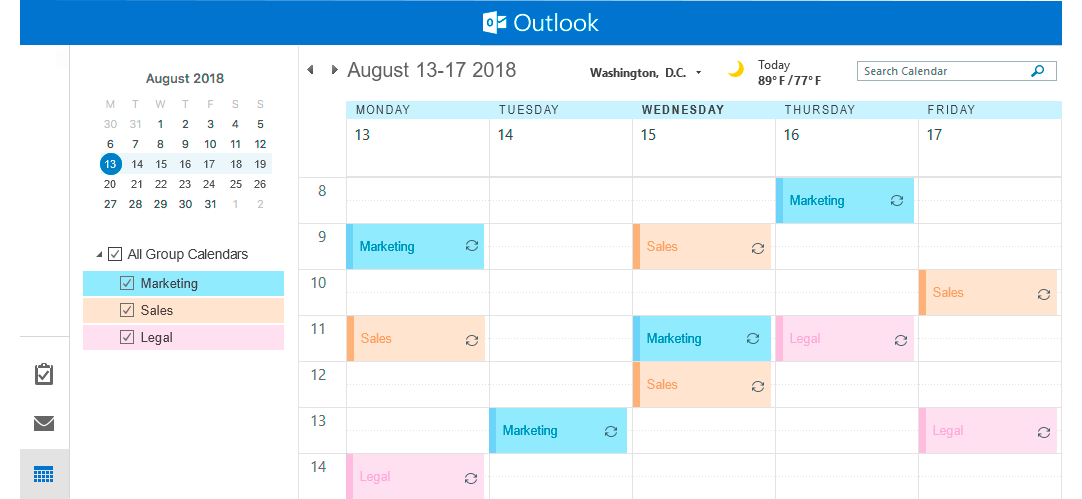 Outlook
August 2018
M T W T F S S
30 31 1 2 3 4 5
6 7 8 9 10 11 12
13 14 15 16 17 18 19
20 21 22 23 24 25 26
27 28 29 30 31 1 2
All Group Calendars
Marketing
Sales
Legal
August 13-17 2018
Washington, D.C.
Today
89°F/77°F
Search Calendar
MONDAY TUESDAY WEDNESDAY THURSDAY FRIDAY
13 14 15 16 17
8 Marketing
9 Marketing Sales
10 Sales
11 Sales Marketing Legal
12 Sales
13 Marketing Legal
14 Legal